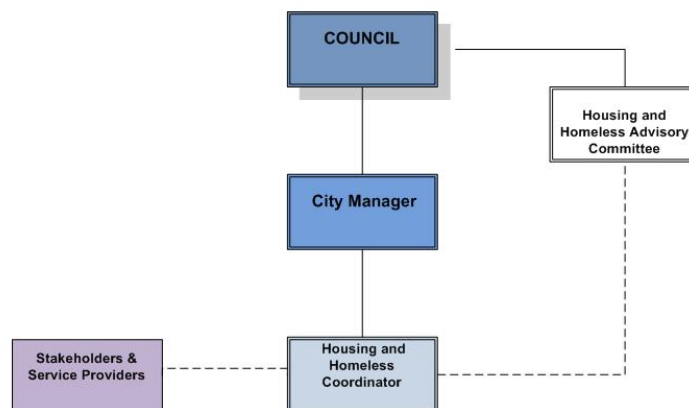 COUNCIL
Housing and
Homeless Advisory
Committee
City Manager
Stakeholders &
Service Providers
Housing and
Homeless
Coordinator